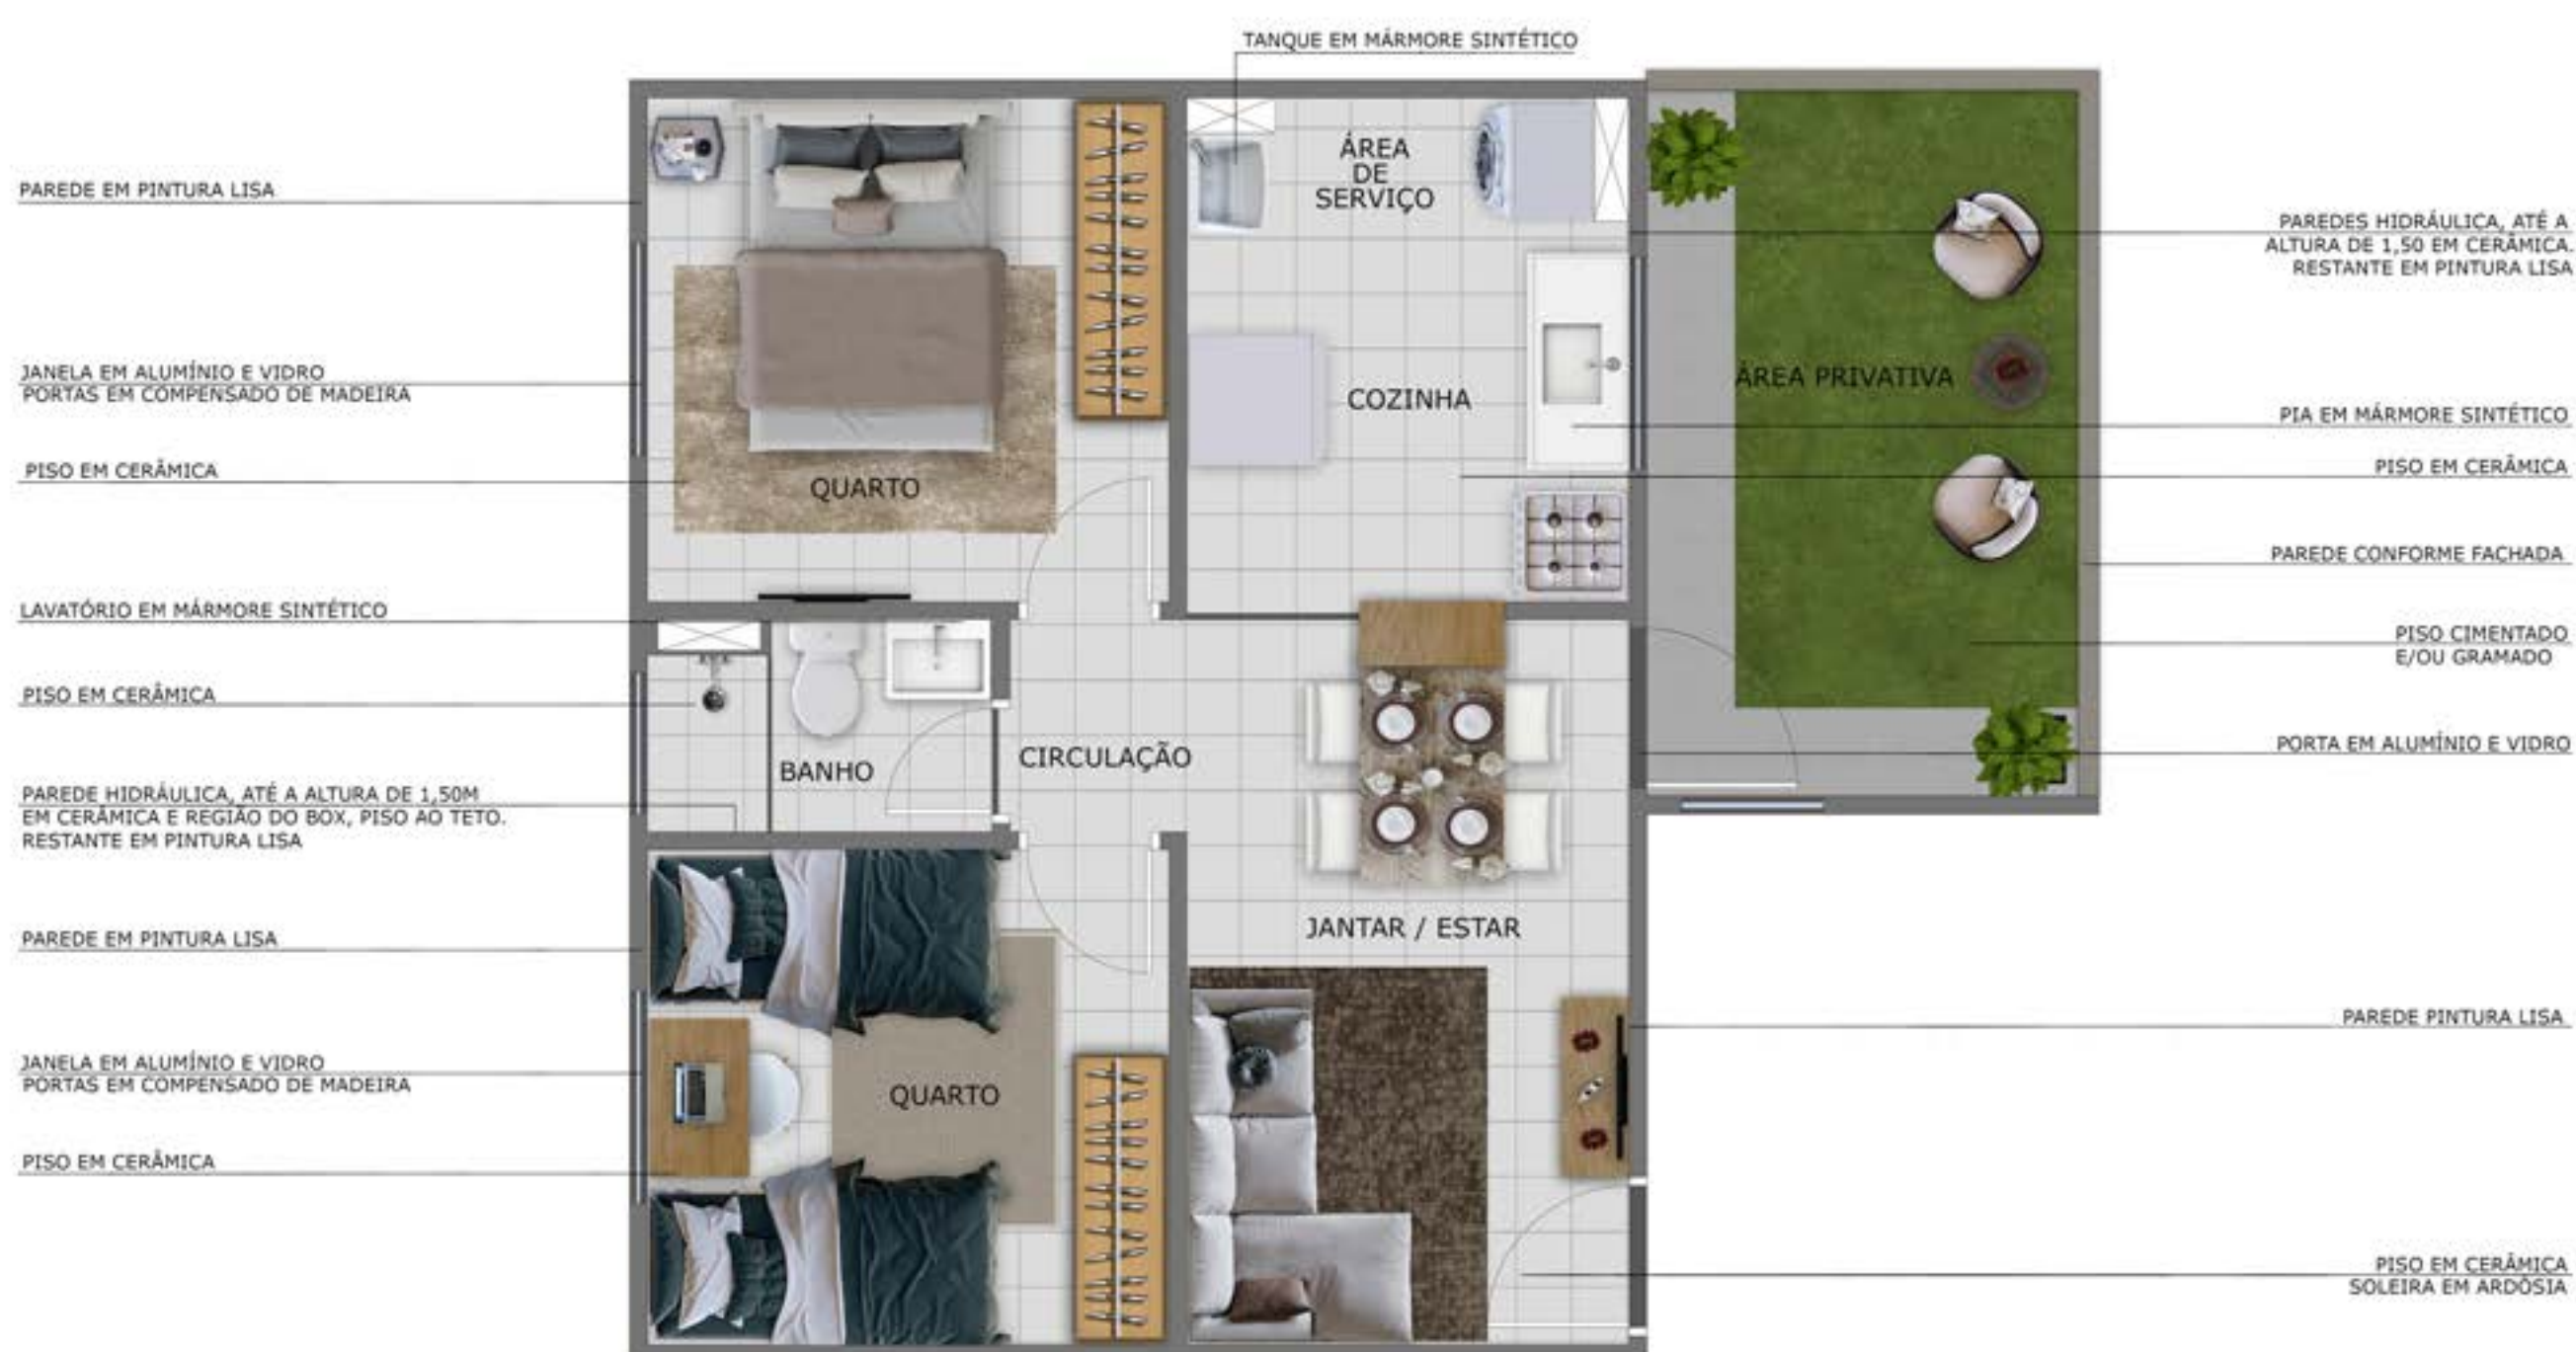 TANQUE EM MÁRMORE SINTÉTICO
PAREDE EM PINTURA LISA
JANELA EM ALUMÍNIO E VIDRO
PORTAS EM COMPENSADO DE MADEIRA
PISO EM CERÂMICA
LAVATÓRIO EM MÁRMORE SINTÉTICO
PISO EM CERÂMICA
PAREDE HIDRÁULICA, ATÉ A ALTURA DE 1,50M
EM CERÂMICA E REGIÃO DO BOX, PISO AO TETO.
RESTANTE EM PINTURA LISA
PAREDE EM PINTURA LISA
JANELA EM ALUMÍNIO E VIDRO
PORTAS EM COMPENSADO DE MADEIRA
PISO EM CERÂMICA
QUARTO
BANHO
QUARTO
CIRCULAÇÃO
ÁREA
DE
SERVIÇO
COZINHA
JANTAR / ESTAR
ÁREA PRIVATIVA
PAREDES HIDRÁULICA, ATÉ A
ALTURA DE 1,50 EM CERÂMICA.
RESTANTE EM PINTURA LISA
PIA EM MÁRMORE SINTÉTICO
PISO EM CERÂMICA
PAREDE CONFORME FACHADA
PISO CIMENTADO
E/OU GRAMADO
PORTA EM ALUMÍNIO E VIDRO
PAREDE PINTURA LISA
PISO EM CERÂMICA
SOLEIRA EM ARDÓSIA